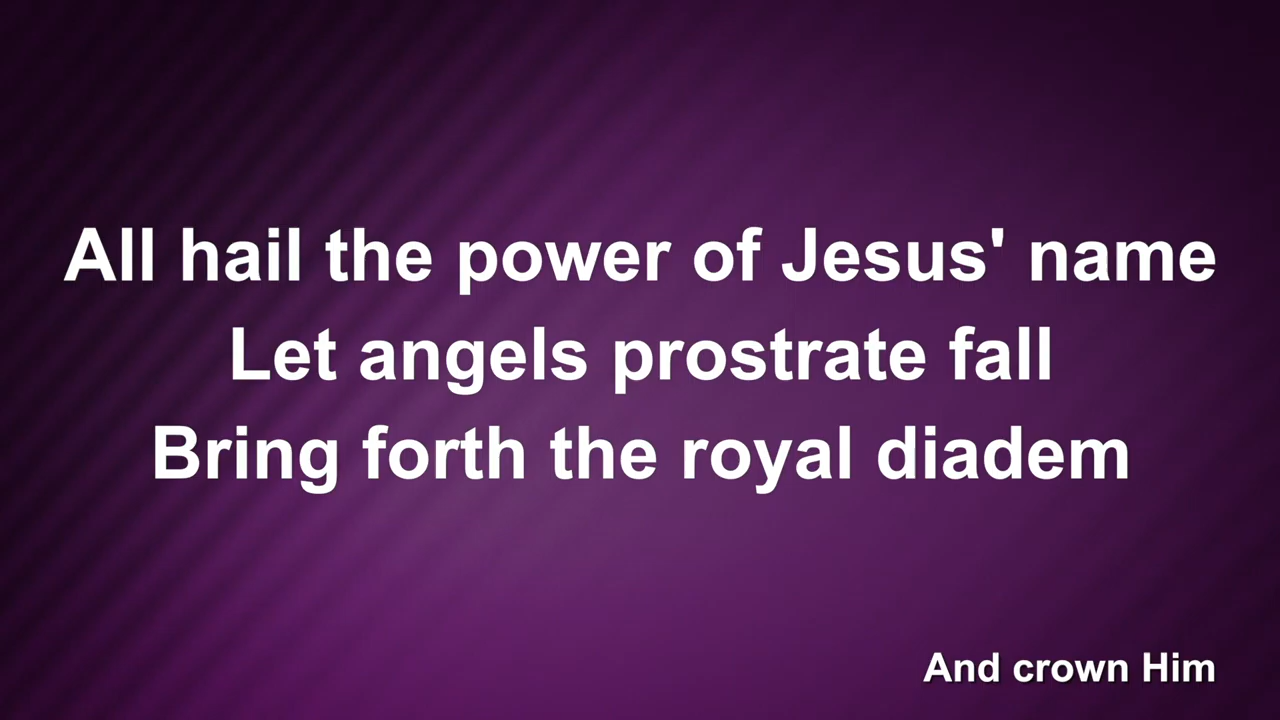 All hail the power of Jesus' name
Let angels prostrate fall
Bring forth the royal diadem
And crown Him